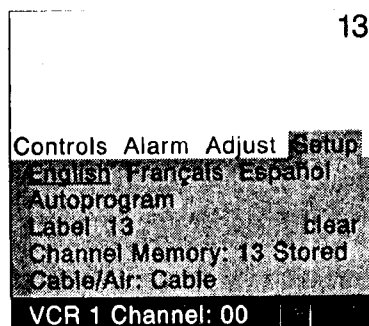 13
Controls Alarm Adjust Setup
English Français Español
Autoprogram
Label 13 clear
Channel Memory: 13 Stored
Cable/Air: Cable
VCR 1 Channel: 00